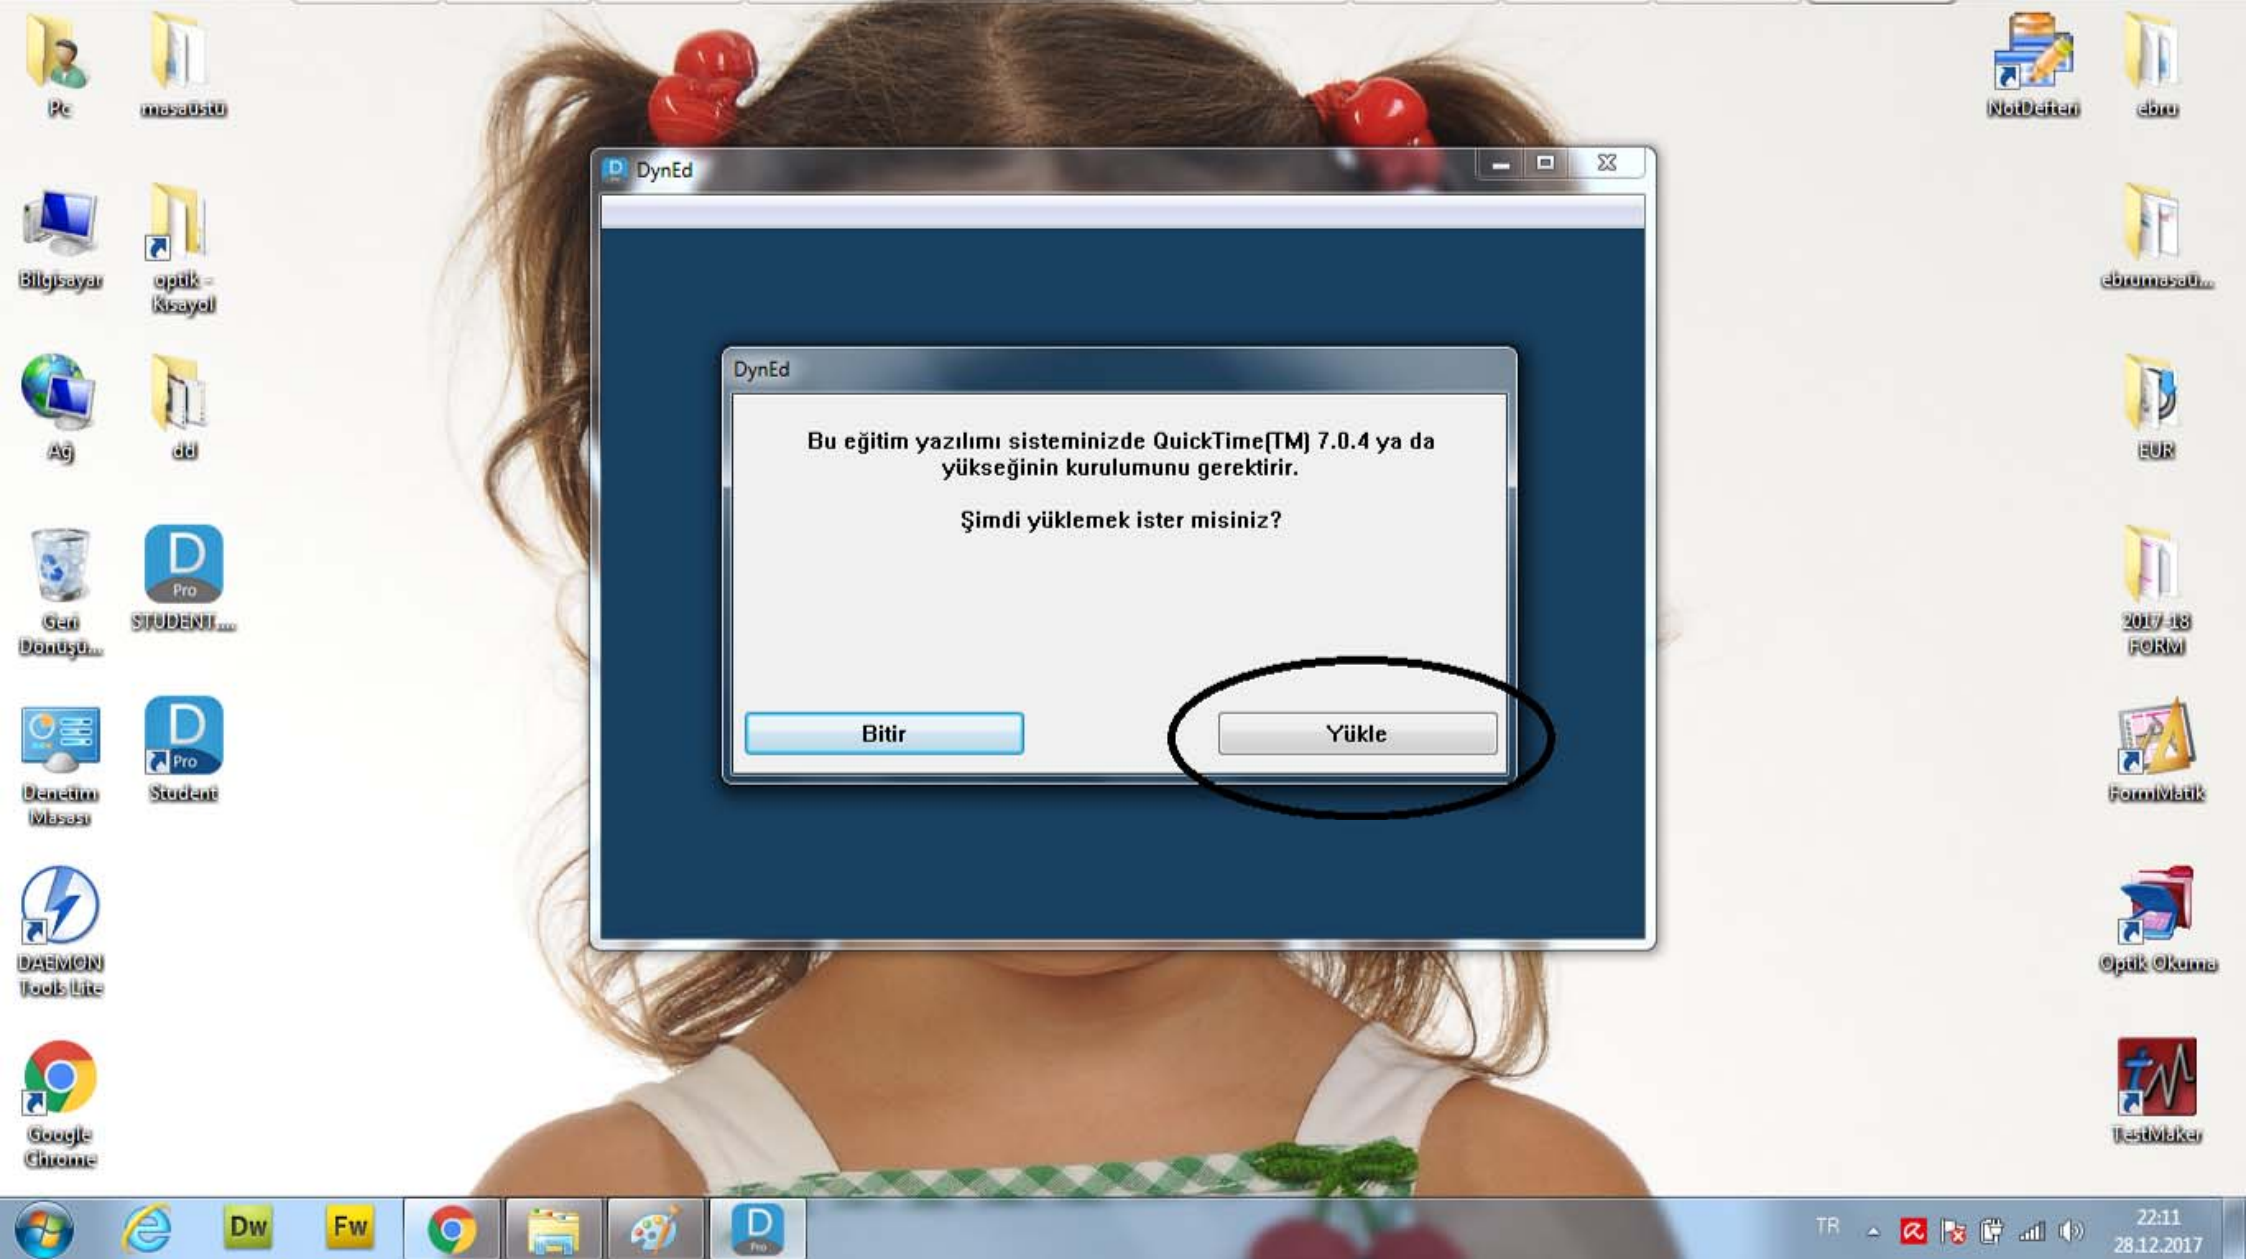 Pc
masaüstü
Bilgisayar
optik -
Kısayol
Ağ
dd
Geri
Dönüşü...
D
Pro
STUDENT....
Denetim
Masası
D
Pro
Student
DAEMON
Tools Lite
Google
Chrome
DynEd
DynEd
Bu eğitim yazılımı sisteminizde QuickTime(TM) 7.0.4 ya da
yükseğinin kurulumunu gerektirir.
Şimdi yüklemek ister misiniz?
Bitir
Yükle
NotDefteri
ebru
ebrumasaü...
EUR
2017-18
FORM
FormMatik
Optik Okuma
TestMaker
Dw
Fw
D
Pro
TR
22:11
28.12.2017